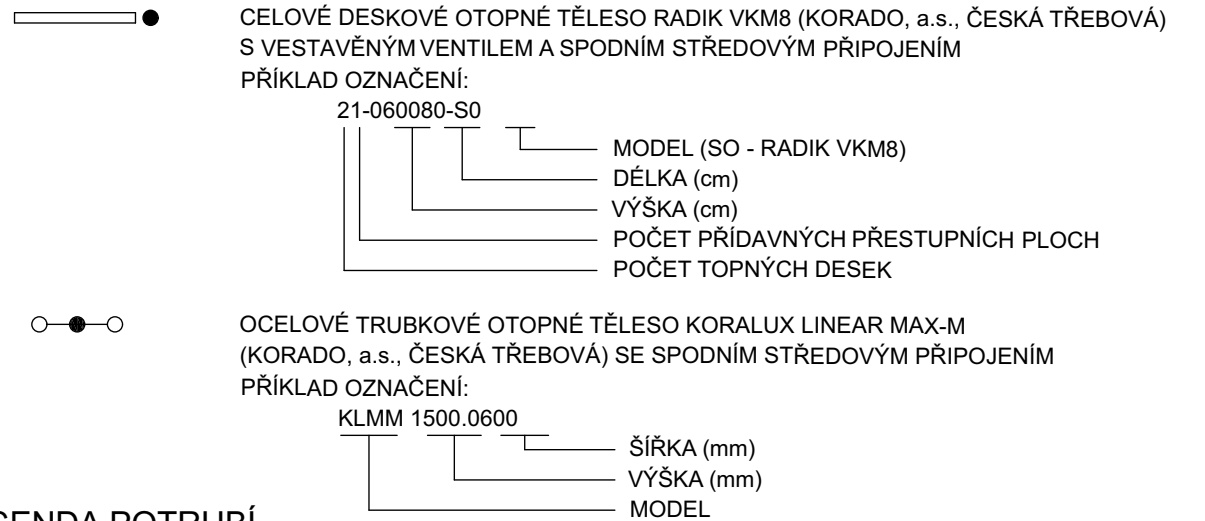 CELOVÉ DESKOVÉ OTOPNÉ TĚLESO RADIK VKM8 (KORADO, a.s., ČESKÁ TŘEBOVÁ)
S VESTAVĚNÝM VENTILEM A SPODNÍM STŘEDOVÝM PŘIPOJENÍM
PŘÍKLAD OZNAČENÍ:
21-060080-S0
MODEL (SO - RADIK VKM8)
DÉLKA (cm)
VÝŠKA (cm)
POČET PŘÍDAVNÝCH PŘESTUPNÍCH PLOCH
POČET TOPNÝCH DESEK
OCELOVÉ TRUBKOVÉ OTOPNÉ TĚLESO KORALUX LINEAR MAX-M
(KORADO, a.s., ČESKÁ TŘEBOVÁ) SE SPODNÍM STŘEDOVÝM PŘIPOJENÍM
PŘÍKLAD OZNAČENÍ:
KLMM 1500.0600
ŠÍŘKA (mm)
VÝŠKA (mm)
MODEL